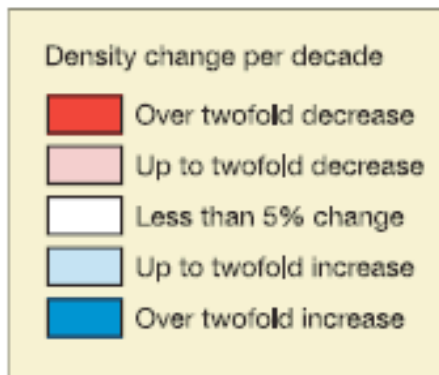 Density change per decade
Over twofold decrease
Up to twofold decrease
Less than 5% change
Up to twofold increase
Over twofold increase